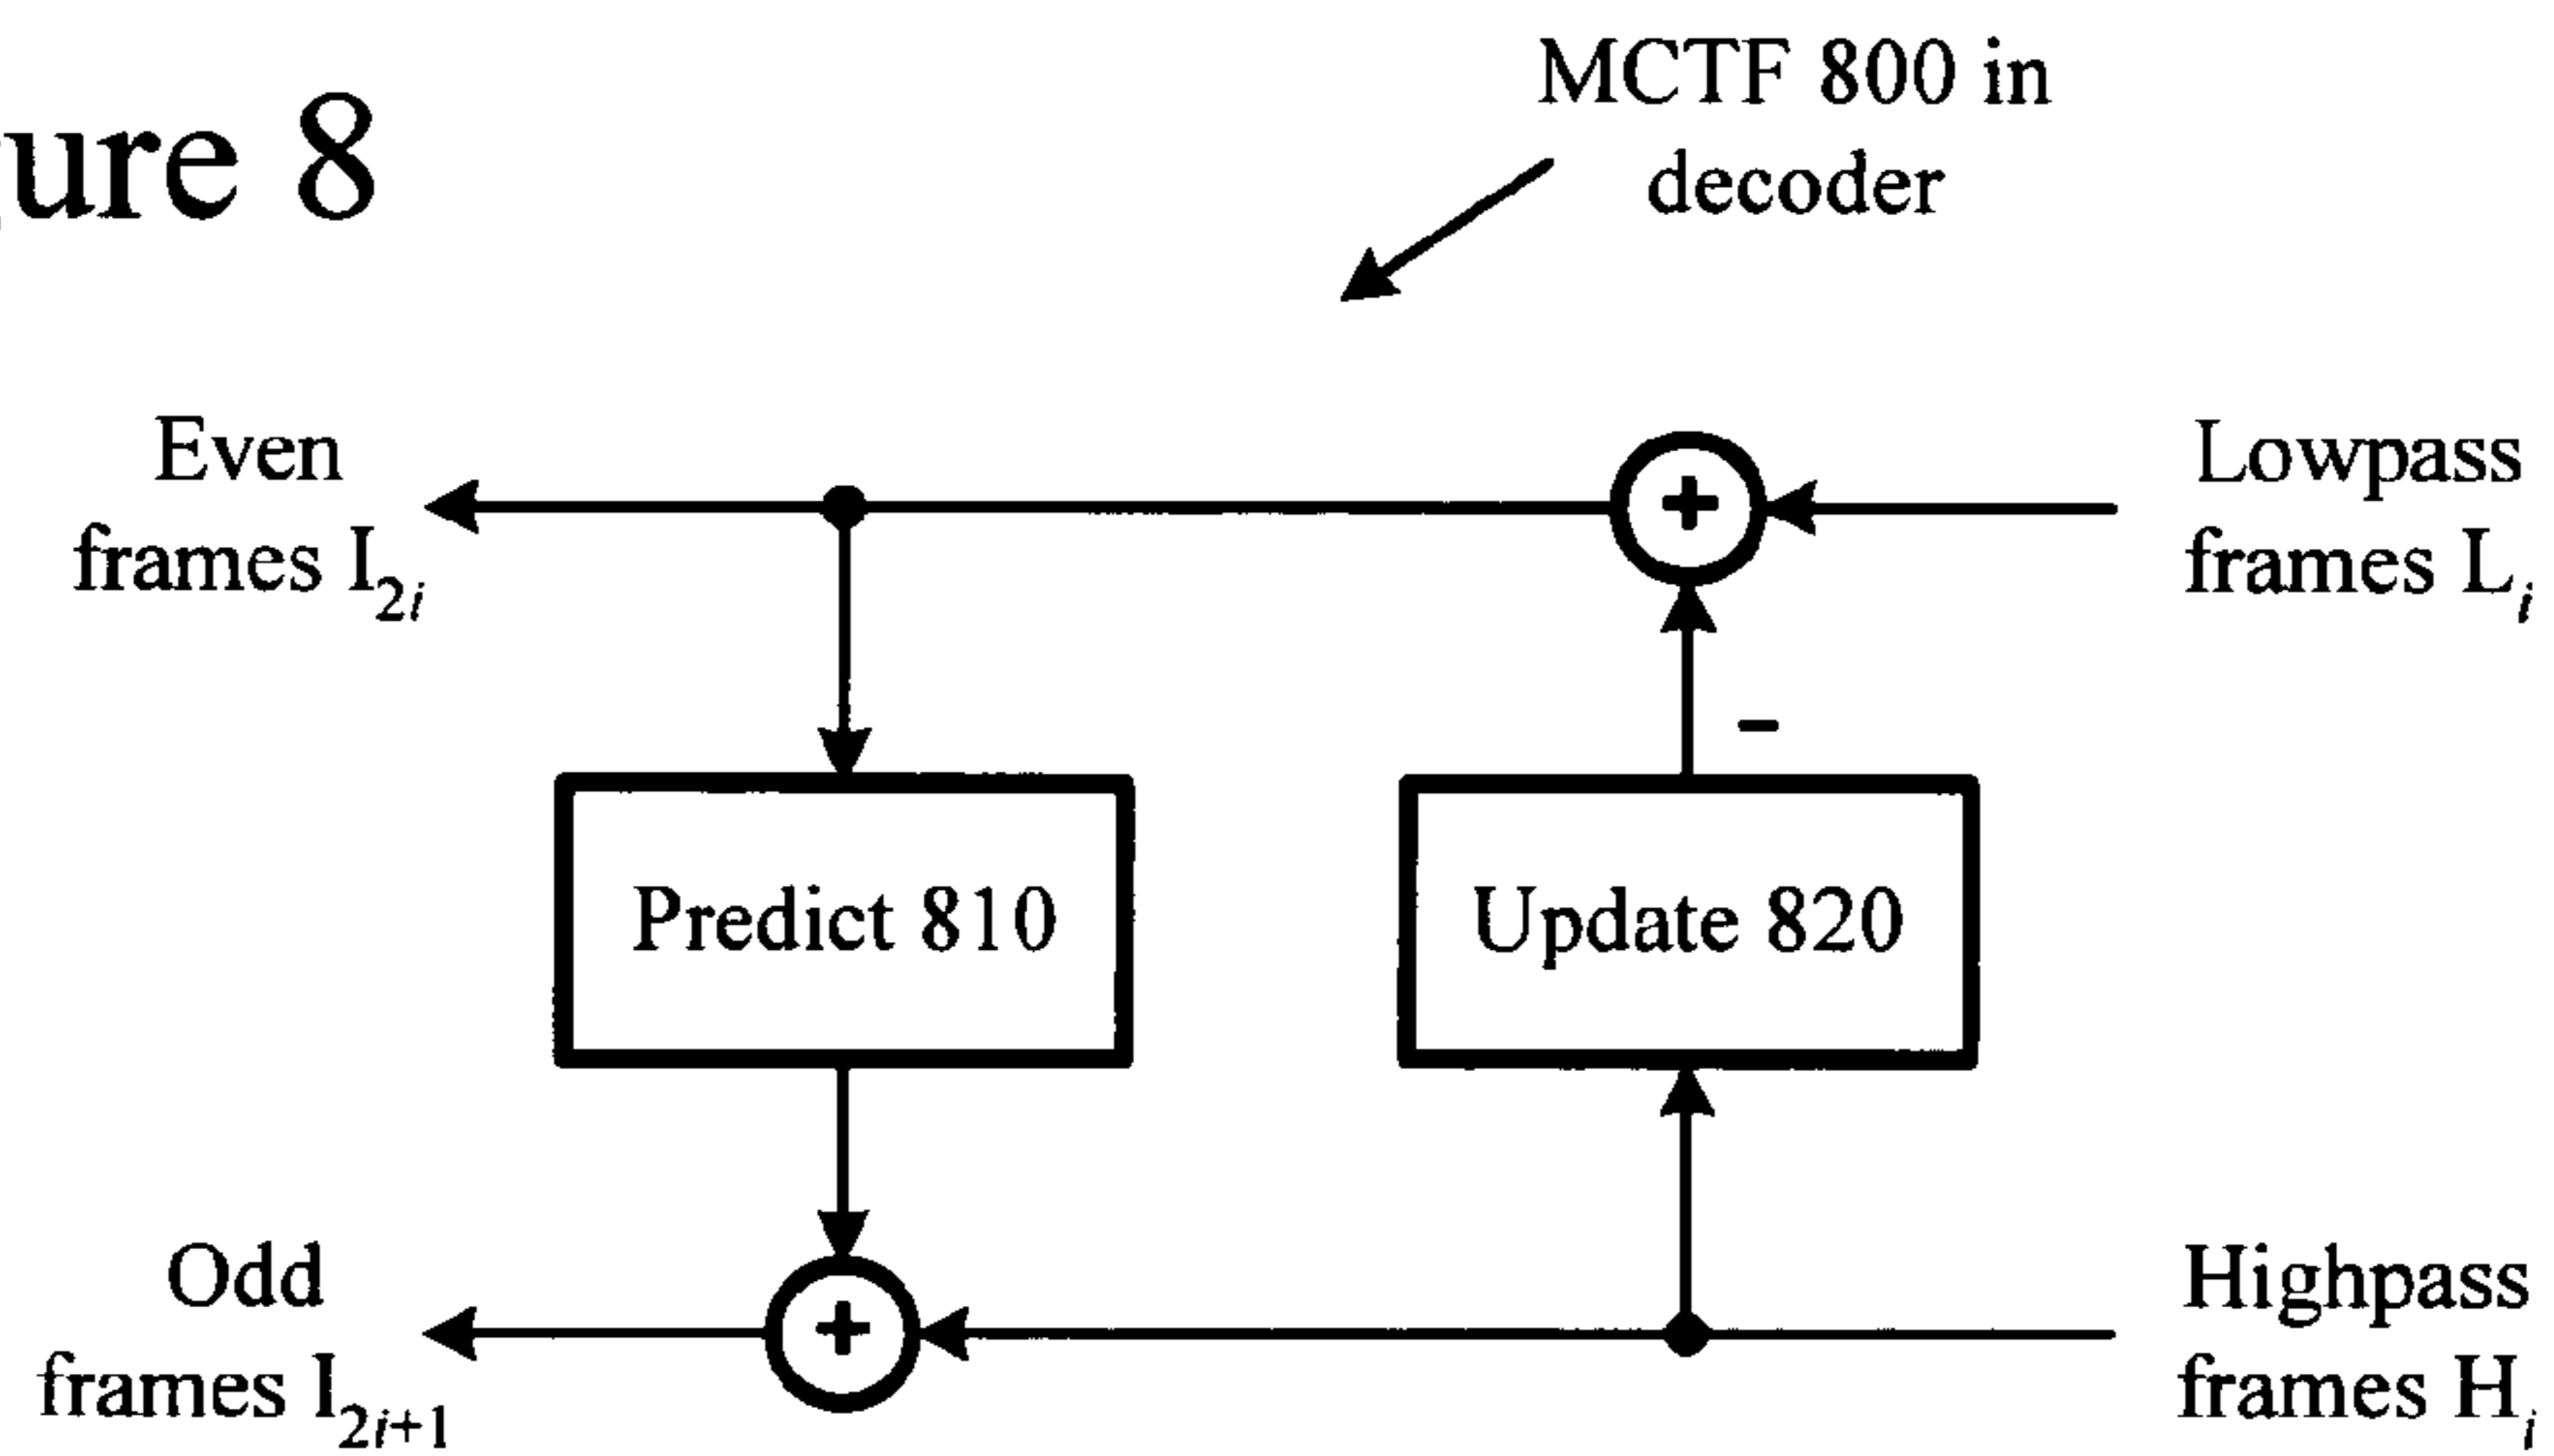 ure 8
MCTF 800 in
decoder
Even
frames I2i
Lowpass
frames Li
+
-
Predict 810
Update 820
Odd
frames I2i+1
+
Highpass
frames Hi